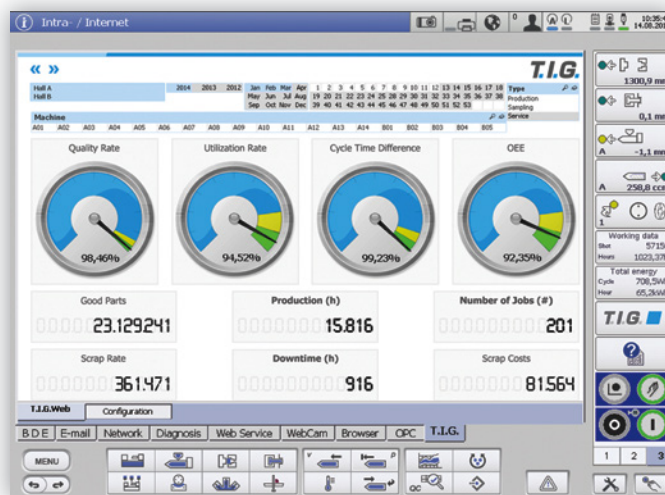 Intra- / Internet
10:35:4
14.08.201
« »
T.I.G.
Hall A 2014 2013 2012 Jan Feb Mar Apr 1 2 3 4 5 6 7 8 9 10 11 12 13 14 15 16 17 18 Type
Hall B May Jun Jul Aug 19 20 21 22 23 24 25 26 27 28 29 30 31 32 33 34 35 36 37 38 Production
Sep Oct Nov Dec 39 40 41 42 43 44 45 46 47 48 49 50 51 52 53 Sampling
Machine Service
A01 A02 A03 A04 A05 A06 A07 A08 A09 A10 A11 A12 A13 A14 B01 B02 B03 B04 B05
Quality Rate Utilization Rate Cycle Time Difference OEE
98,46% 94,52% 99,23% 92,35%
Good Parts Production (h) Number of Jobs (#)
23.129.241 15.816 201
Scrap Rate Downtime (h) Scrap Costs
361.471 916 81.564
T.I.G.Web Configuration
BDE E-mail Network Diagnosis Web Service WebCam Browser OPC T.I.G.
MENU
QC
1300,9 mm
0,1 mm
A -1,1 mm
A 258,8 ccm
1
Working data
Shot 5715
Hours 1023,37
Total energy
Cycle 708,5W
Hour 65,2kW
T.I.G.
1 2 3